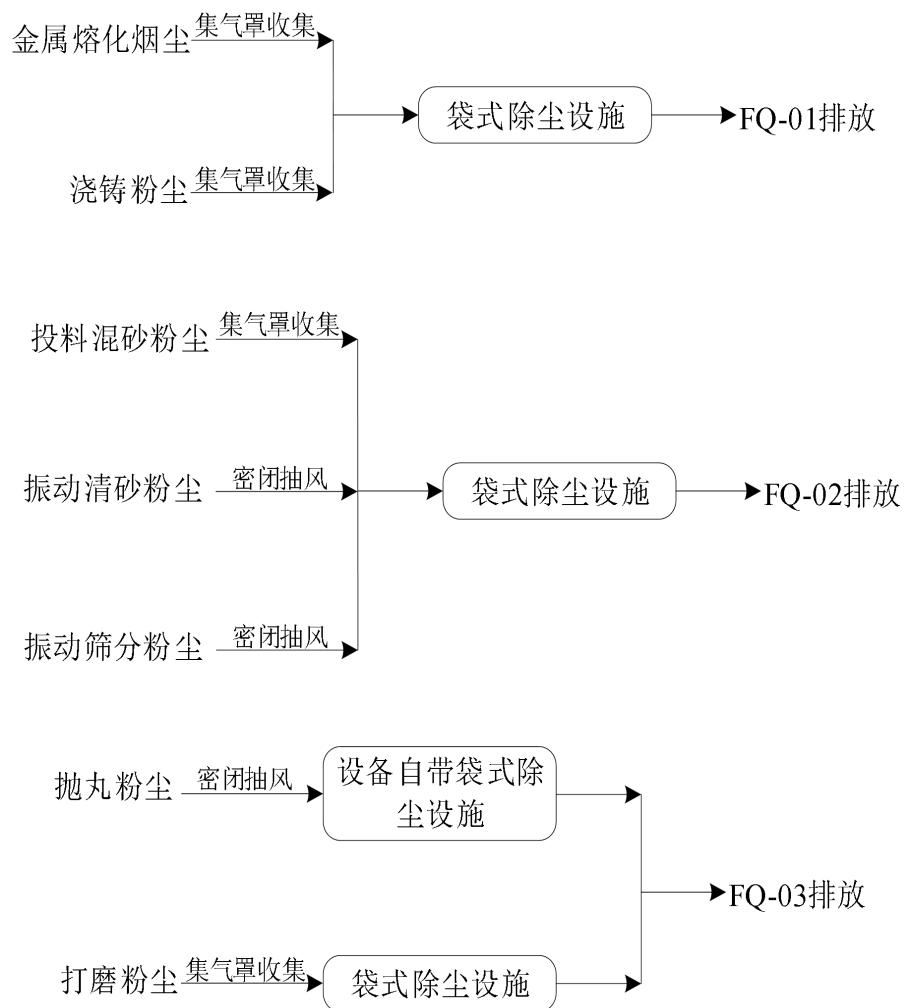 金属熔化烟尘
集气罩收集
袋式除尘设施
FQ-01排放
浇铸粉尘
集气罩收集
投料混砂粉尘
集气罩收集
振动清砂粉尘
密闭抽风
袋式除尘设施
FQ-02排放
振动筛分粉尘
密闭抽风
抛丸粉尘
密闭抽风
设备自带袋式除
尘设施
FQ-03排放
打磨粉尘
集气罩收集
袋式除尘设施